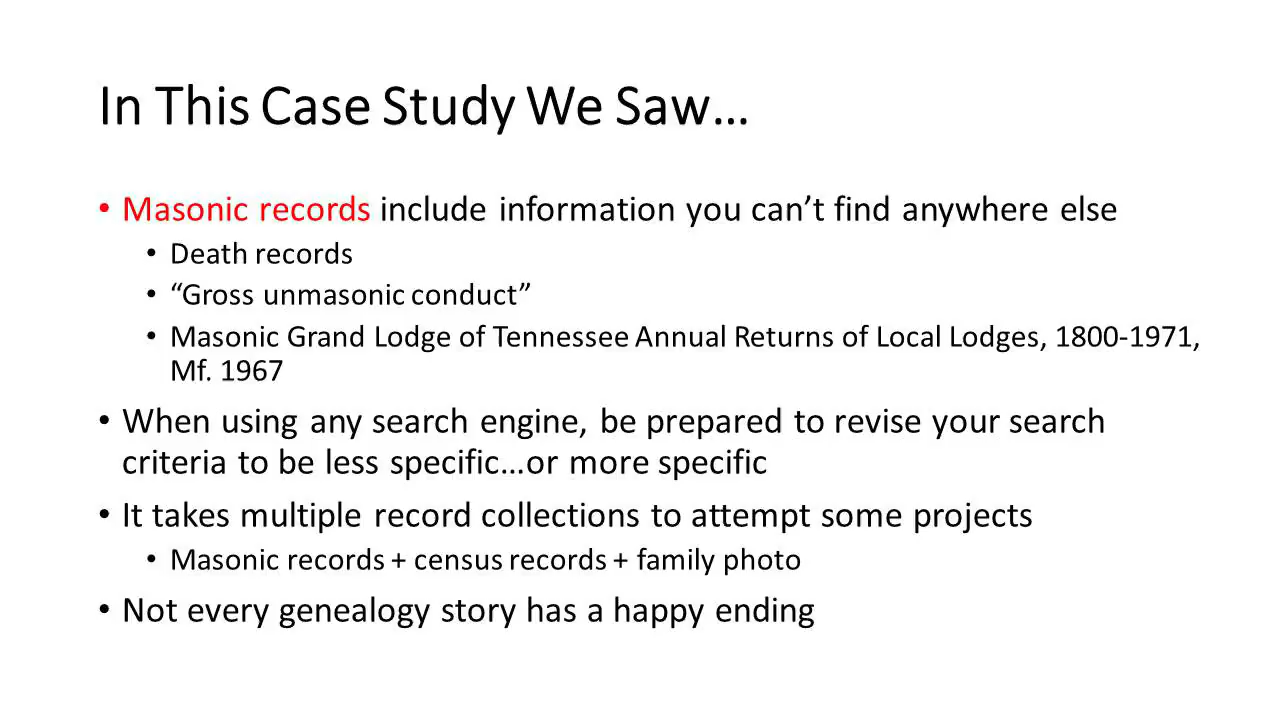 In This Case Study We Saw…
• Masonic records include information you can’t find anywhere else
• Death records
• “Gross unmasonic conduct”
• Masonic Grand Lodge of Tennessee Annual Returns of Local Lodges, 1800-1971,
Mf. 1967
• When using any search engine, be prepared to revise your search
criteria to be less specific…or more specific
• It takes multiple record collections to attempt some projects
• Masonic records + census records + family photo
• Not every genealogy story has a happy ending